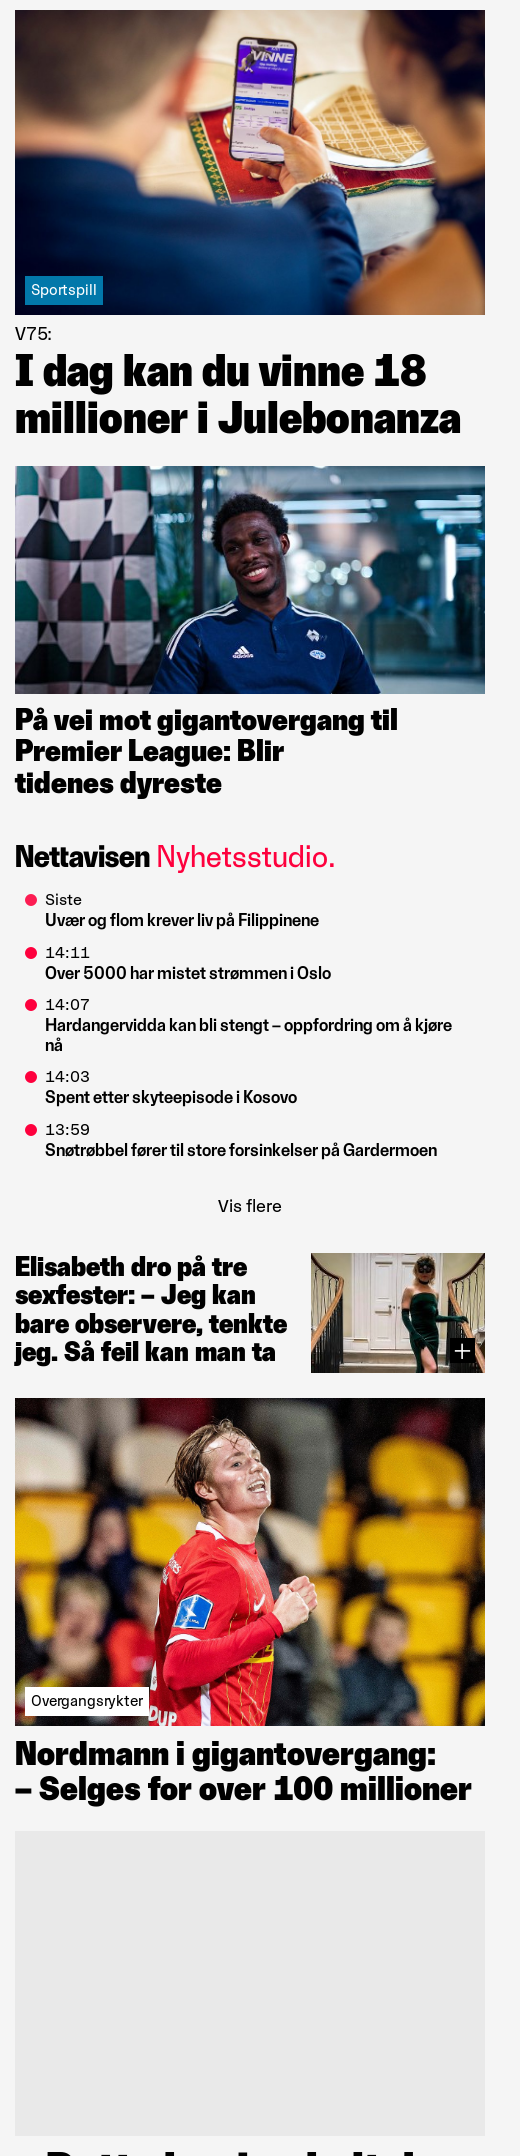 VINNE
Sportspill
V75:
I dag kan du vinne 18
millioner i Julebonanza
adidas
På vei mot gigantovergang til
Premier League: Blir
tidenes dyreste
Nettavisen Nyhetsstudio.
Siste
Uvær og flom krever liv på Filippinene
14:11
Over 5000 har mistet strømmen i Oslo
14:07
Hardangervidda kan bli stengt – oppfordring om å kjøre
nå
14:03
Spent etter skyteepisode i Kosovo
13:59
Snøtrøbbel fører til store forsinkelser på Gardermoen
Vis flere
Elisabeth dro på tre
sexfester: – Jeg kan
bare observere, tenkte
jeg. Så feil kan man ta
Overgangsrykter
Nordmann i gigantovergang:
– Selges for over 100 millioner